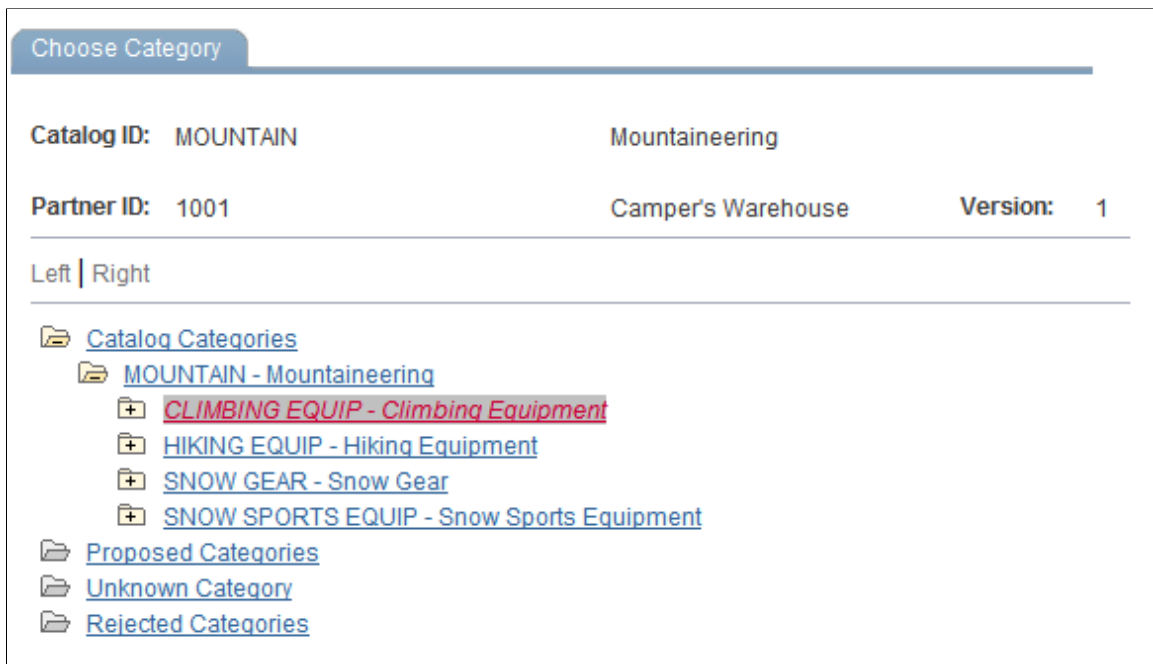 Choose Category
Catalog ID: MOUNTAIN Mountaineering
Partner ID: 1001 Camper's Warehouse Version: 1
Left | Right
Catalog Categories
MOUNTAIN - Mountaineering
CLIMBING EQUIP - Climbing Equipment
HIKING EQUIP - Hiking Equipment
SNOW GEAR - Snow Gear
SNOW SPORTS EQUIP - Snow Sports Equipment
Proposed Categories
Unknown Category
Rejected Categories